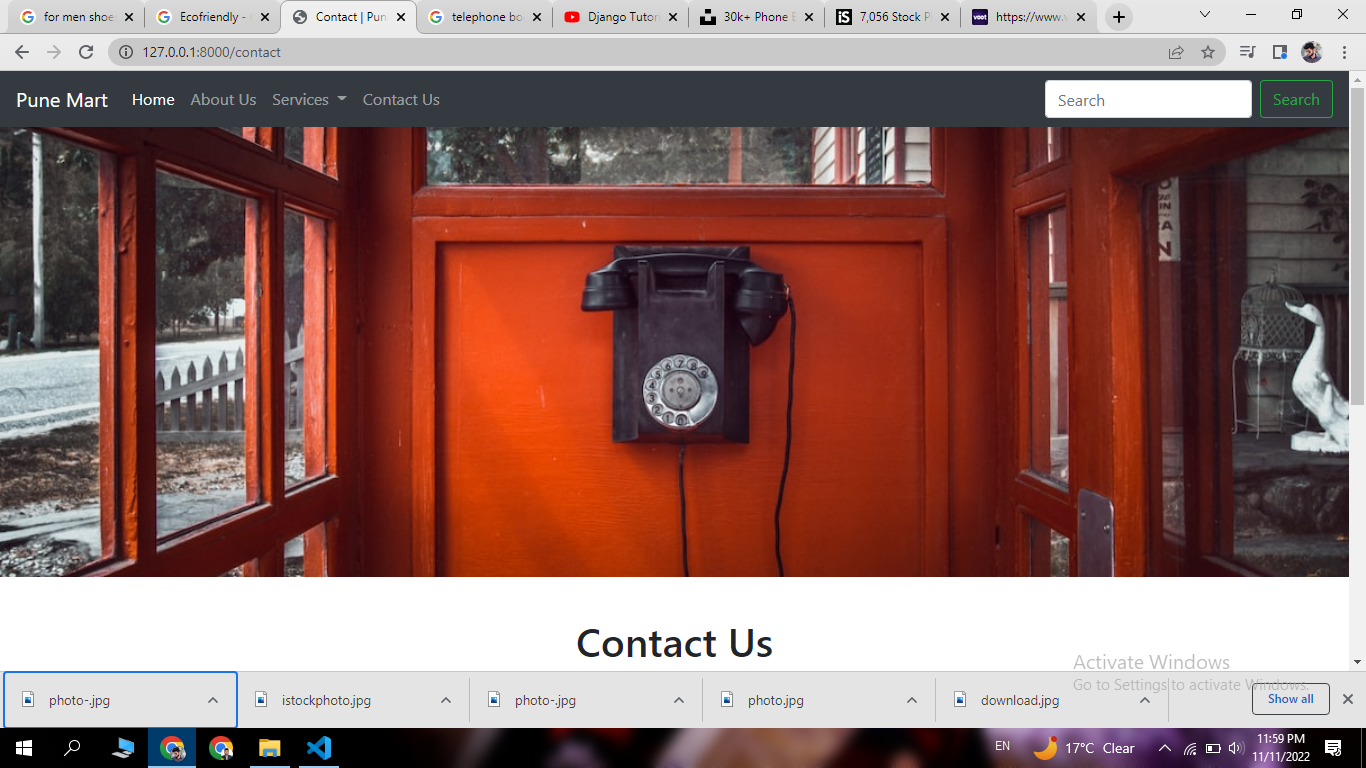 for men shoe
Ecofriendly -
Contact | Pun
telephone bo
Django Tutor
30k+ Phone B
iS
7,056 Stock P
voot
https://www.v
127.0.0.1:8000/contact
Pune Mart
Home
About Us
Services
Contact Us
Search
Search
Contact Us
Activate Windows
Go to Settings to activate Windows.
photo-.jpg
istockphoto.jpg
photo-.jpg
photo.jpg
download.jpg
Show all
EN
17°C Clear
11:59 PM
11/11/2022